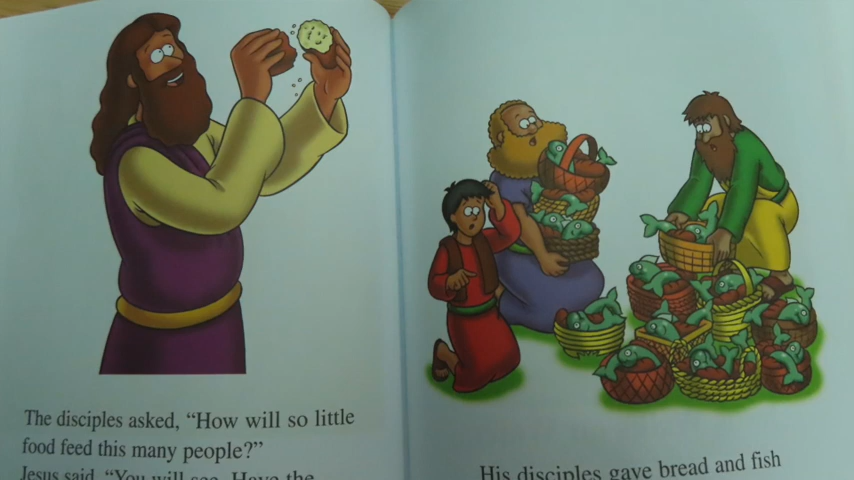 The disciples asked, “How will so little
food feed this many people?”
Jesus said, “You will see. Have the
His disciples gave bread and fish